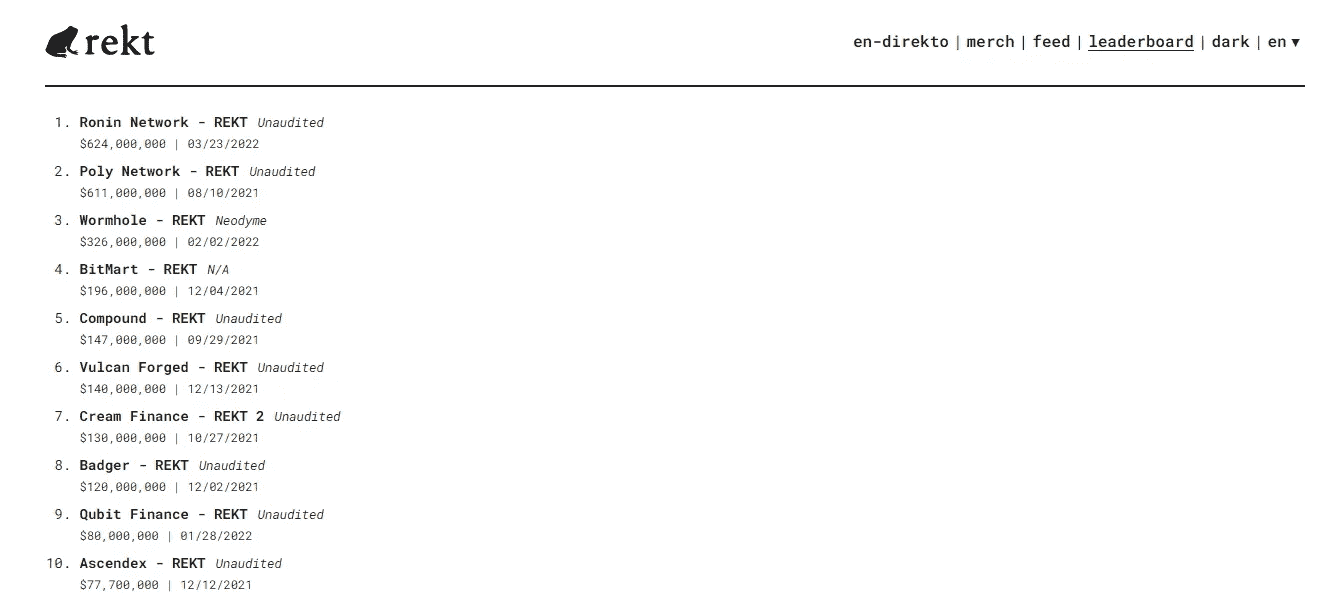 rekt
en-direkto | merch | feed | leaderboard | dark | en ▼
1. Ronin Network - REKT Unaudited
$624,000,000 | 03/23/2022
2. Poly Network - REKT Unaudited
$611,000,000 | 08/10/2021
3. Wormhole - REKT Neodyme
$326,000,000 | 02/02/2022
4. BitMart - REKT N/A
$196,000,000 | 12/04/2021
5. Compound - REKT Unaudited
$147,000,000 | 09/29/2021
6. Vulcan Forged - REKT Unaudited
$140,000,000 | 12/13/2021
7. Cream Finance - REKT 2 Unaudited
$130,000,000 | 10/27/2021
8. Badger - REKT Unaudited
$120,000,000 | 12/02/2021
9. Qubit Finance - REKT Unaudited
$80,000,000 | 01/28/2022
10. Ascendex - REKT Unaudited
$77,700,000 | 12/12/2021